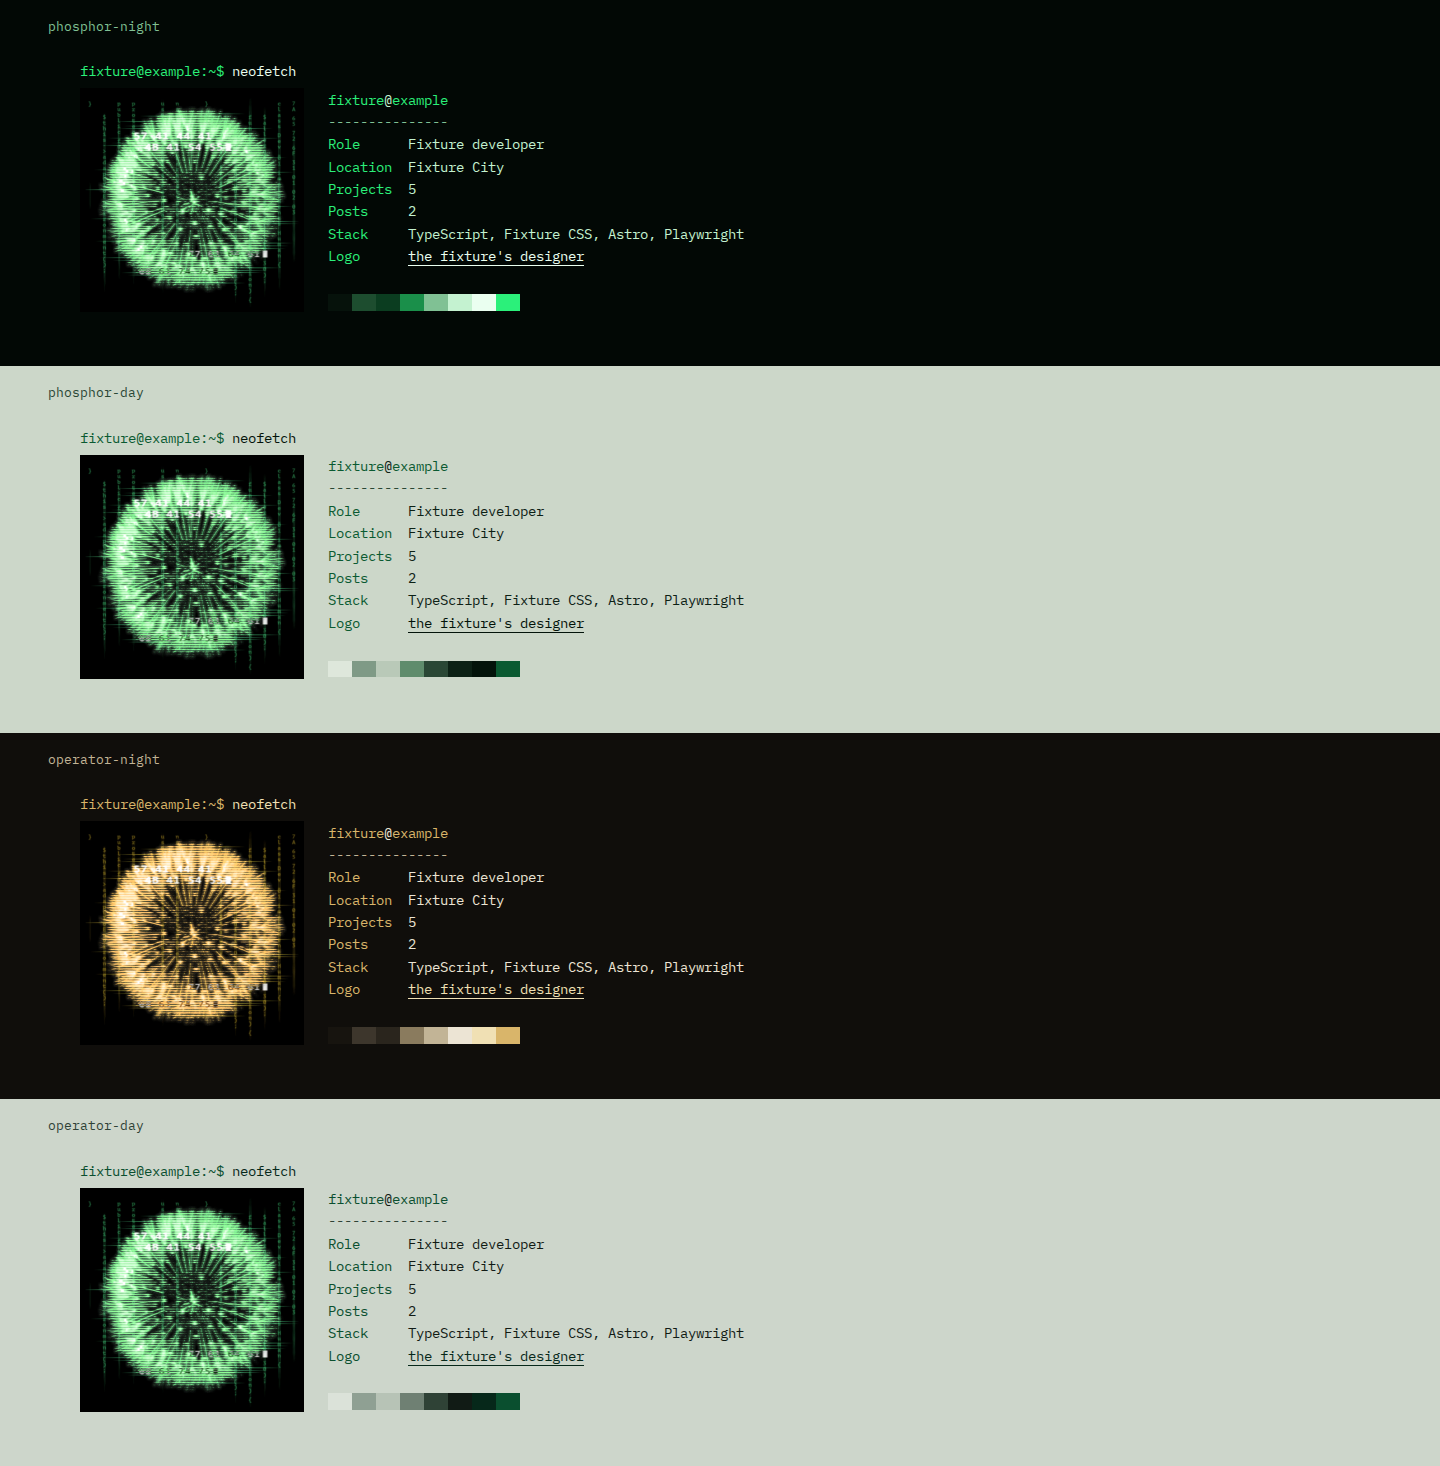 phosphor-night
fixture@example:~$ neofetch
fixture@example
---------------
Role Fixture developer
Location Fixture City
Projects 5
Posts 2
Stack TypeScript, Fixture CSS, Astro, Playwright
Logo the fixture's designer
phosphor-day
fixture@example:~$ neofetch
fixture@example
---------------
Role Fixture developer
Location Fixture City
Projects 5
Posts 2
Stack TypeScript, Fixture CSS, Astro, Playwright
Logo the fixture's designer
operator-night
fixture@example:~$ neofetch
fixture@example
---------------
Role Fixture developer
Location Fixture City
Projects 5
Posts 2
Stack TypeScript, Fixture CSS, Astro, Playwright
Logo the fixture's designer
operator-day
fixture@example:~$ neofetch
fixture@example
---------------
Role Fixture developer
Location Fixture City
Projects 5
Posts 2
Stack TypeScript, Fixture CSS, Astro, Playwright
Logo the fixture's designer